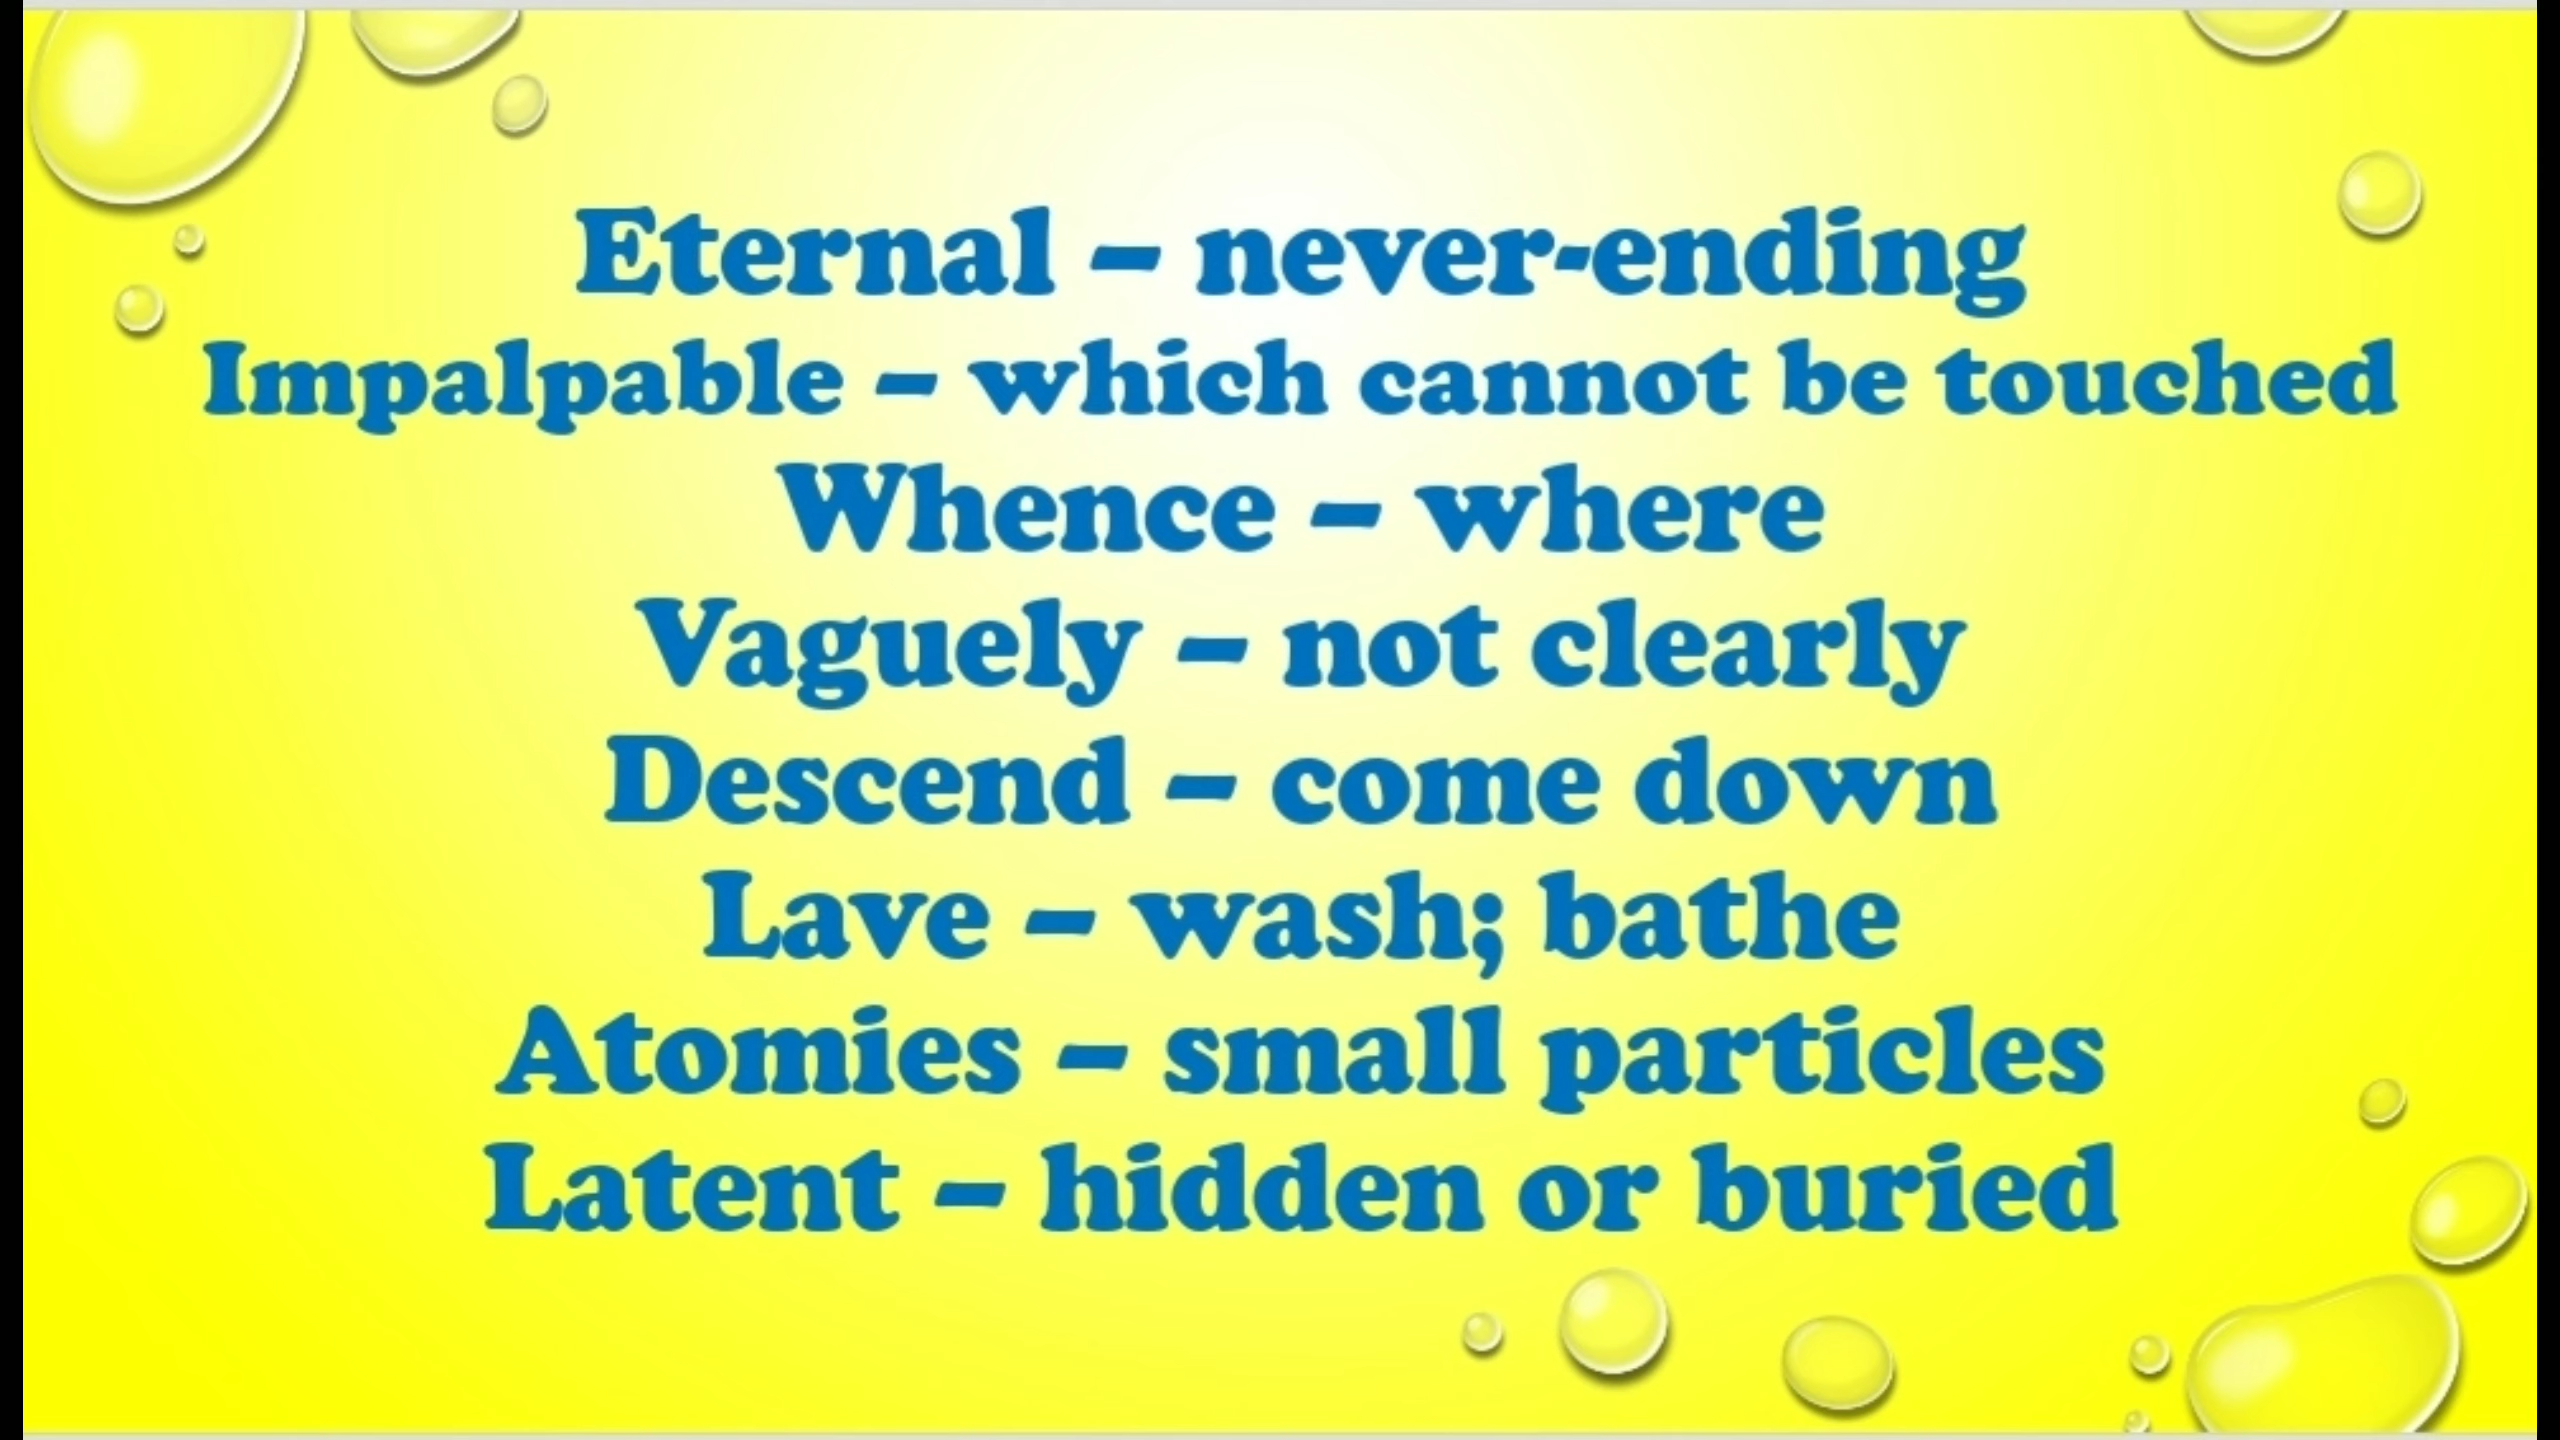 Eternal – never-ending
Impalpable – which cannot be touched
Whence – where
Vaguely – not clearly
Descend – come down
Lave – wash; bathe
Atomies – small particles
Latent – hidden or buried